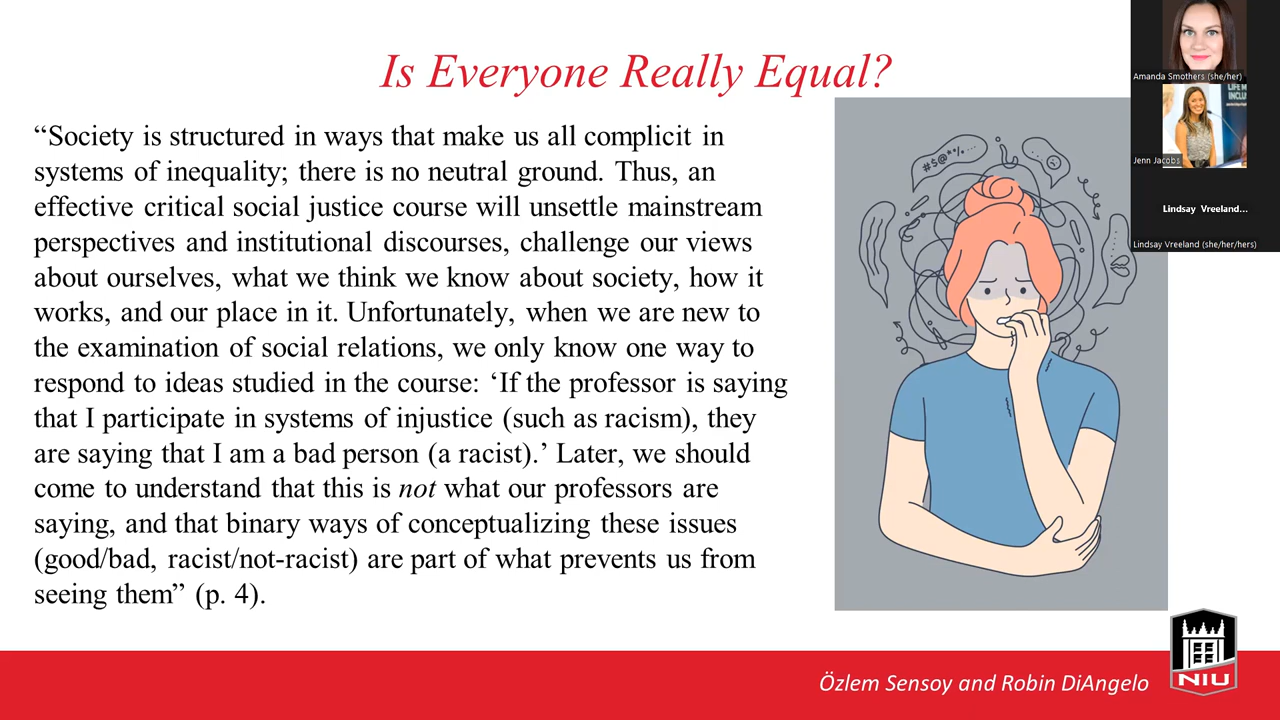 Is Everyone Really Equal?
“Society is structured in ways that make us all complicit in
systems of inequality; there is no neutral ground. Thus, an
effective critical social justice course will unsettle mainstream
perspectives and institutional discourses, challenge our views
about ourselves, what we think we know about society, how it
works, and our place in it. Unfortunately, when we are new to
the examination of social relations, we only know one way to
respond to ideas studied in the course: ‘If the professor is saying
that I participate in systems of injustice (such as racism), they
are saying that I am a bad person (a racist).’ Later, we should
come to understand that this is not what our professors are
saying, and that binary ways of conceptualizing these issues
(good/bad, racist/not-racist) are part of what prevents us from
seeing them” (p. 4).
#$@*%...
Amanda Smothers (she/her)
LIFE M
INCLU
Jenn Jacobs
Lindsay Vreeland...
Lindsay Vreeland (she/her/hers)
Özlem Sensoy and Robin DiAngelo
NIU